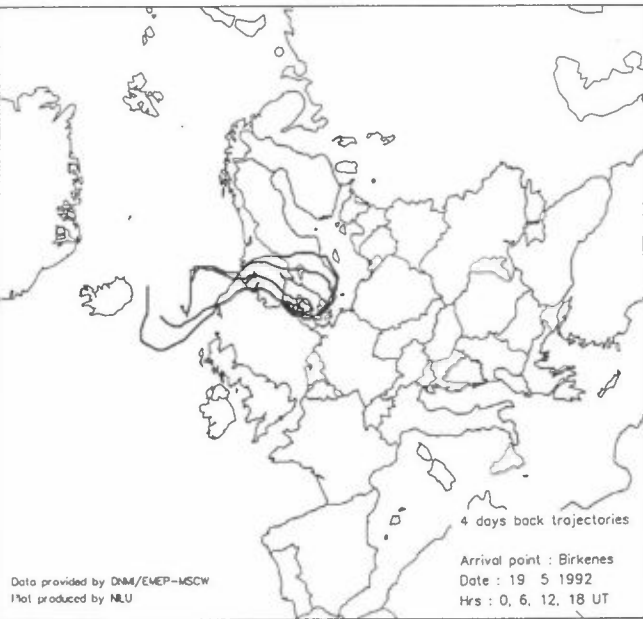 4 days back trajectories
Arrival point : Birkenes
Date : 19 5 1992
Hrs : 0, 6, 12, 18 UT
Data provided by DNMI/EMEP-MSCW
Plot produced by NILU